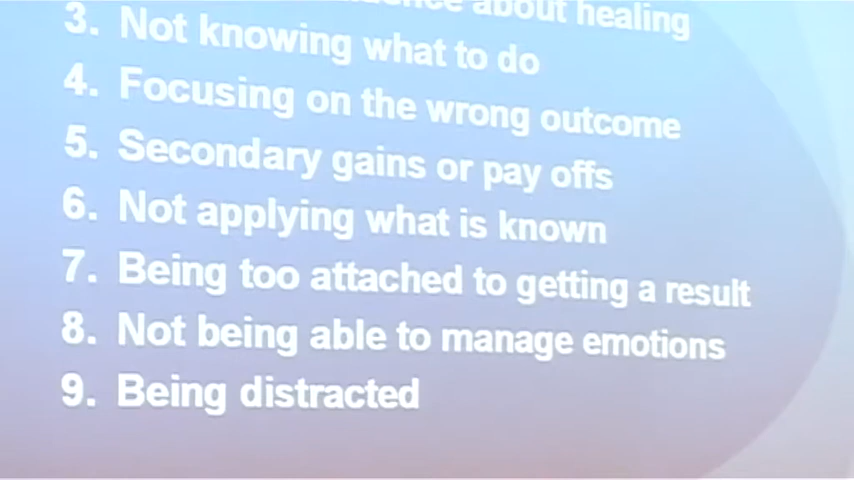 about healing
3. Not knowing what to do
4. Focusing on the wrong outcome
5. Secondary gains or pay offs
6. Not applying what is known
7. Being too attached to getting a result
8. Not being able to manage emotions
9. Being distracted